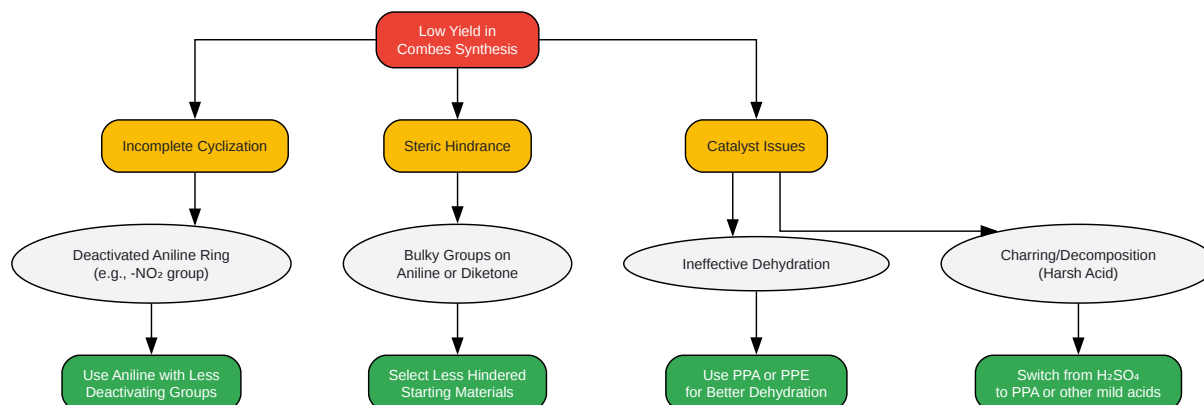 Low Yield in
Combes Synthesis
Incomplete Cyclization
Steric Hindrance
Catalyst Issues
Deactivated Aniline Ring
(e.g., -NO₂ group)
Bulky Groups on
Aniline or Diketone
Ineffective Dehydration
Charring/Decomposition
(Harsh Acid)
Use Aniline with Less
Deactivating Groups
Select Less Hindered
Starting Materials
Use PPA or PPE
for Better Dehydration
Switch from H₂SO₄
to PPA or other mild acids